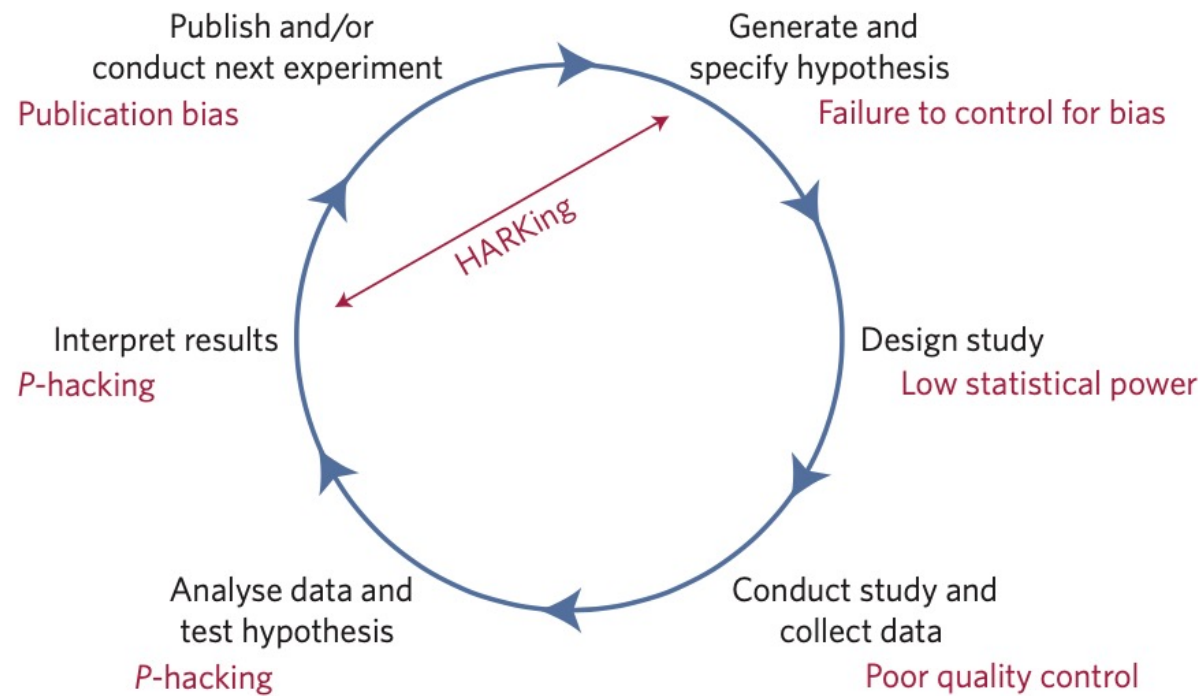 Publish and/or
conduct next experiment
Publication bias
Generate and
specify hypothesis
Failure to control for bias
HARKing
Interpret results
P-hacking
Design study
Low statistical power
Analyse data and
test hypothesis
P-hacking
Conduct study and
collect data
Poor quality control